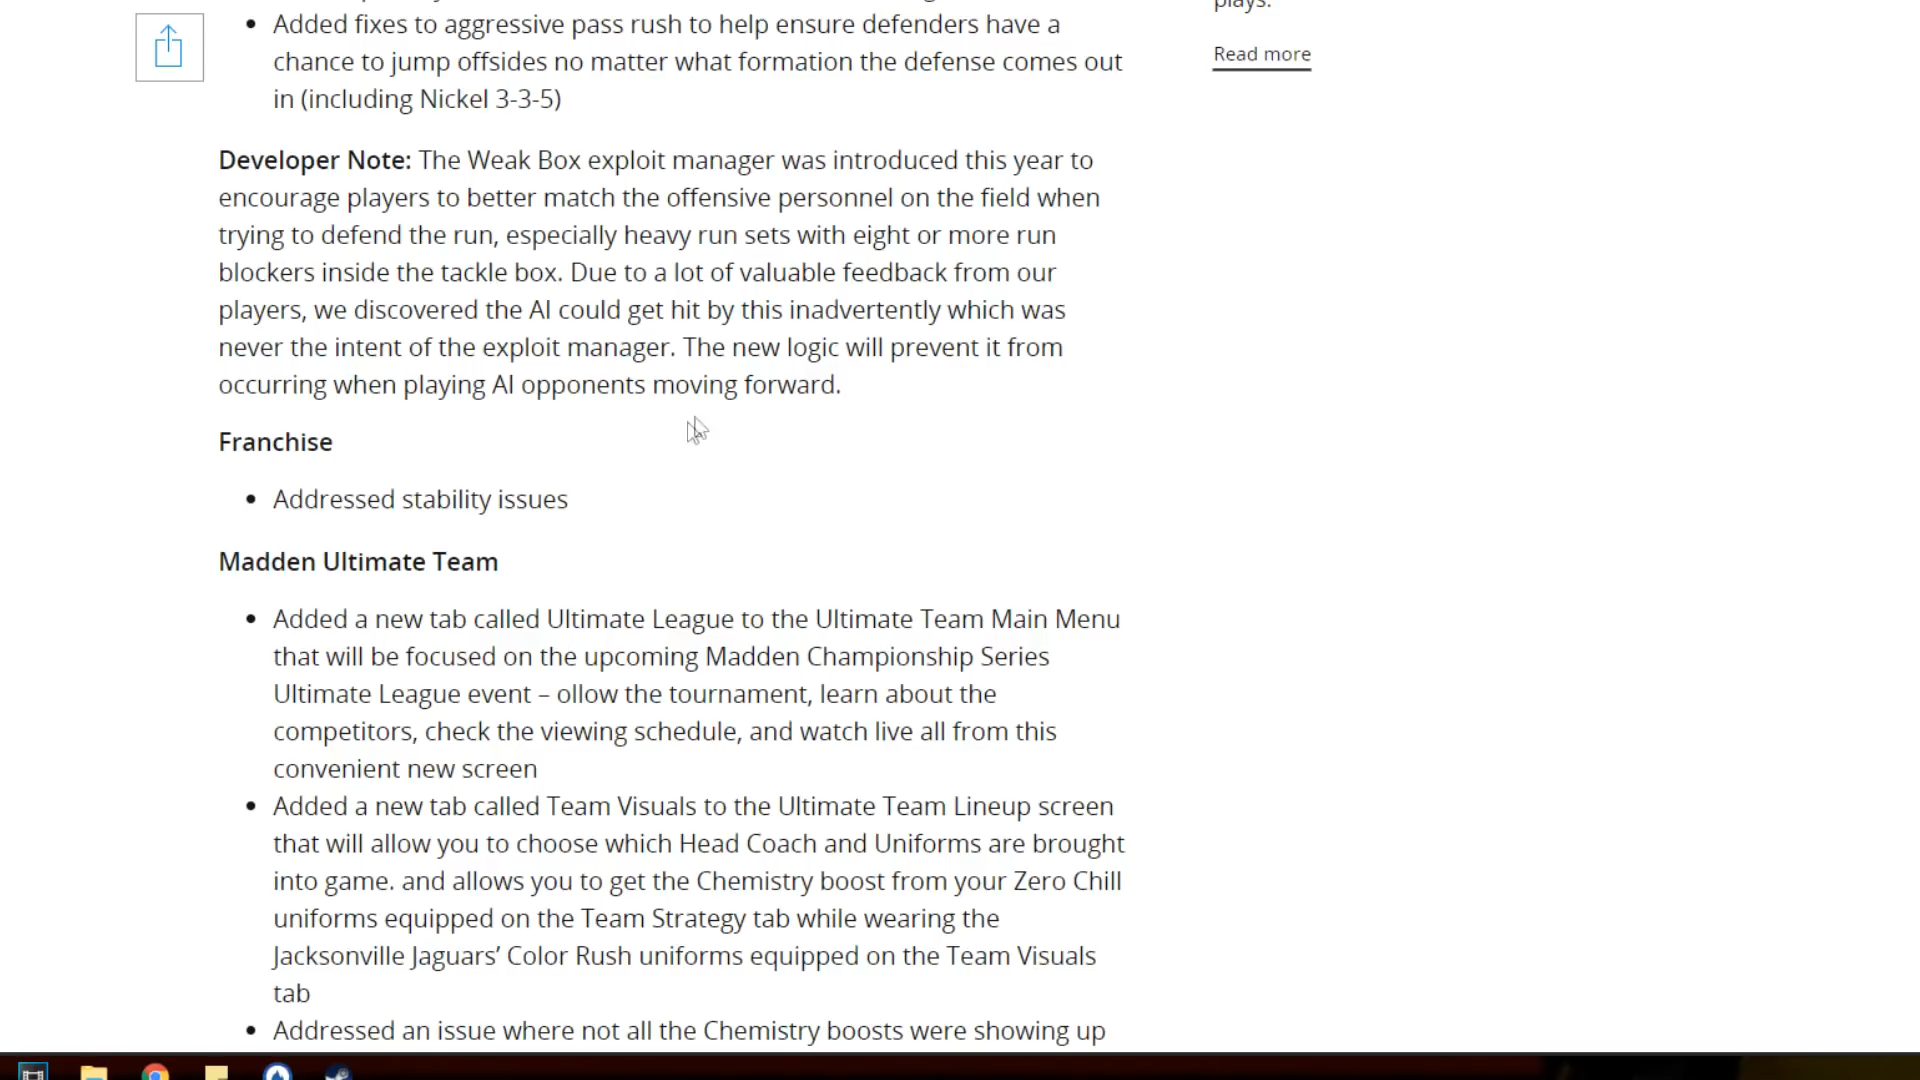 Added fixes to aggressive pass rush to help ensure defenders have a
chance to jump offsides no matter what formation the defense comes out
in (including Nickel 3-3-5)
plays.
Read more
Developer Note: The Weak Box exploit manager was introduced this year to
encourage players to better match the offensive personnel on the field when
trying to defend the run, especially heavy run sets with eight or more run
blockers inside the tackle box. Due to a lot of valuable feedback from our
players, we discovered the AI could get hit by this inadvertently which was
never the intent of the exploit manager. The new logic will prevent it from
occurring when playing AI opponents moving forward.
Franchise
Addressed stability issues
Madden Ultimate Team
Added a new tab called Ultimate League to the Ultimate Team Main Menu
that will be focused on the upcoming Madden Championship Series
Ultimate League event – ollow the tournament, learn about the
competitors, check the viewing schedule, and watch live all from this
convenient new screen
Added a new tab called Team Visuals to the Ultimate Team Lineup screen
that will allow you to choose which Head Coach and Uniforms are brought
into game. and allows you to get the Chemistry boost from your Zero Chill
uniforms equipped on the Team Strategy tab while wearing the
Jacksonville Jaguars’ Color Rush uniforms equipped on the Team Visuals
tab
Addressed an issue where not all the Chemistry boosts were showing up